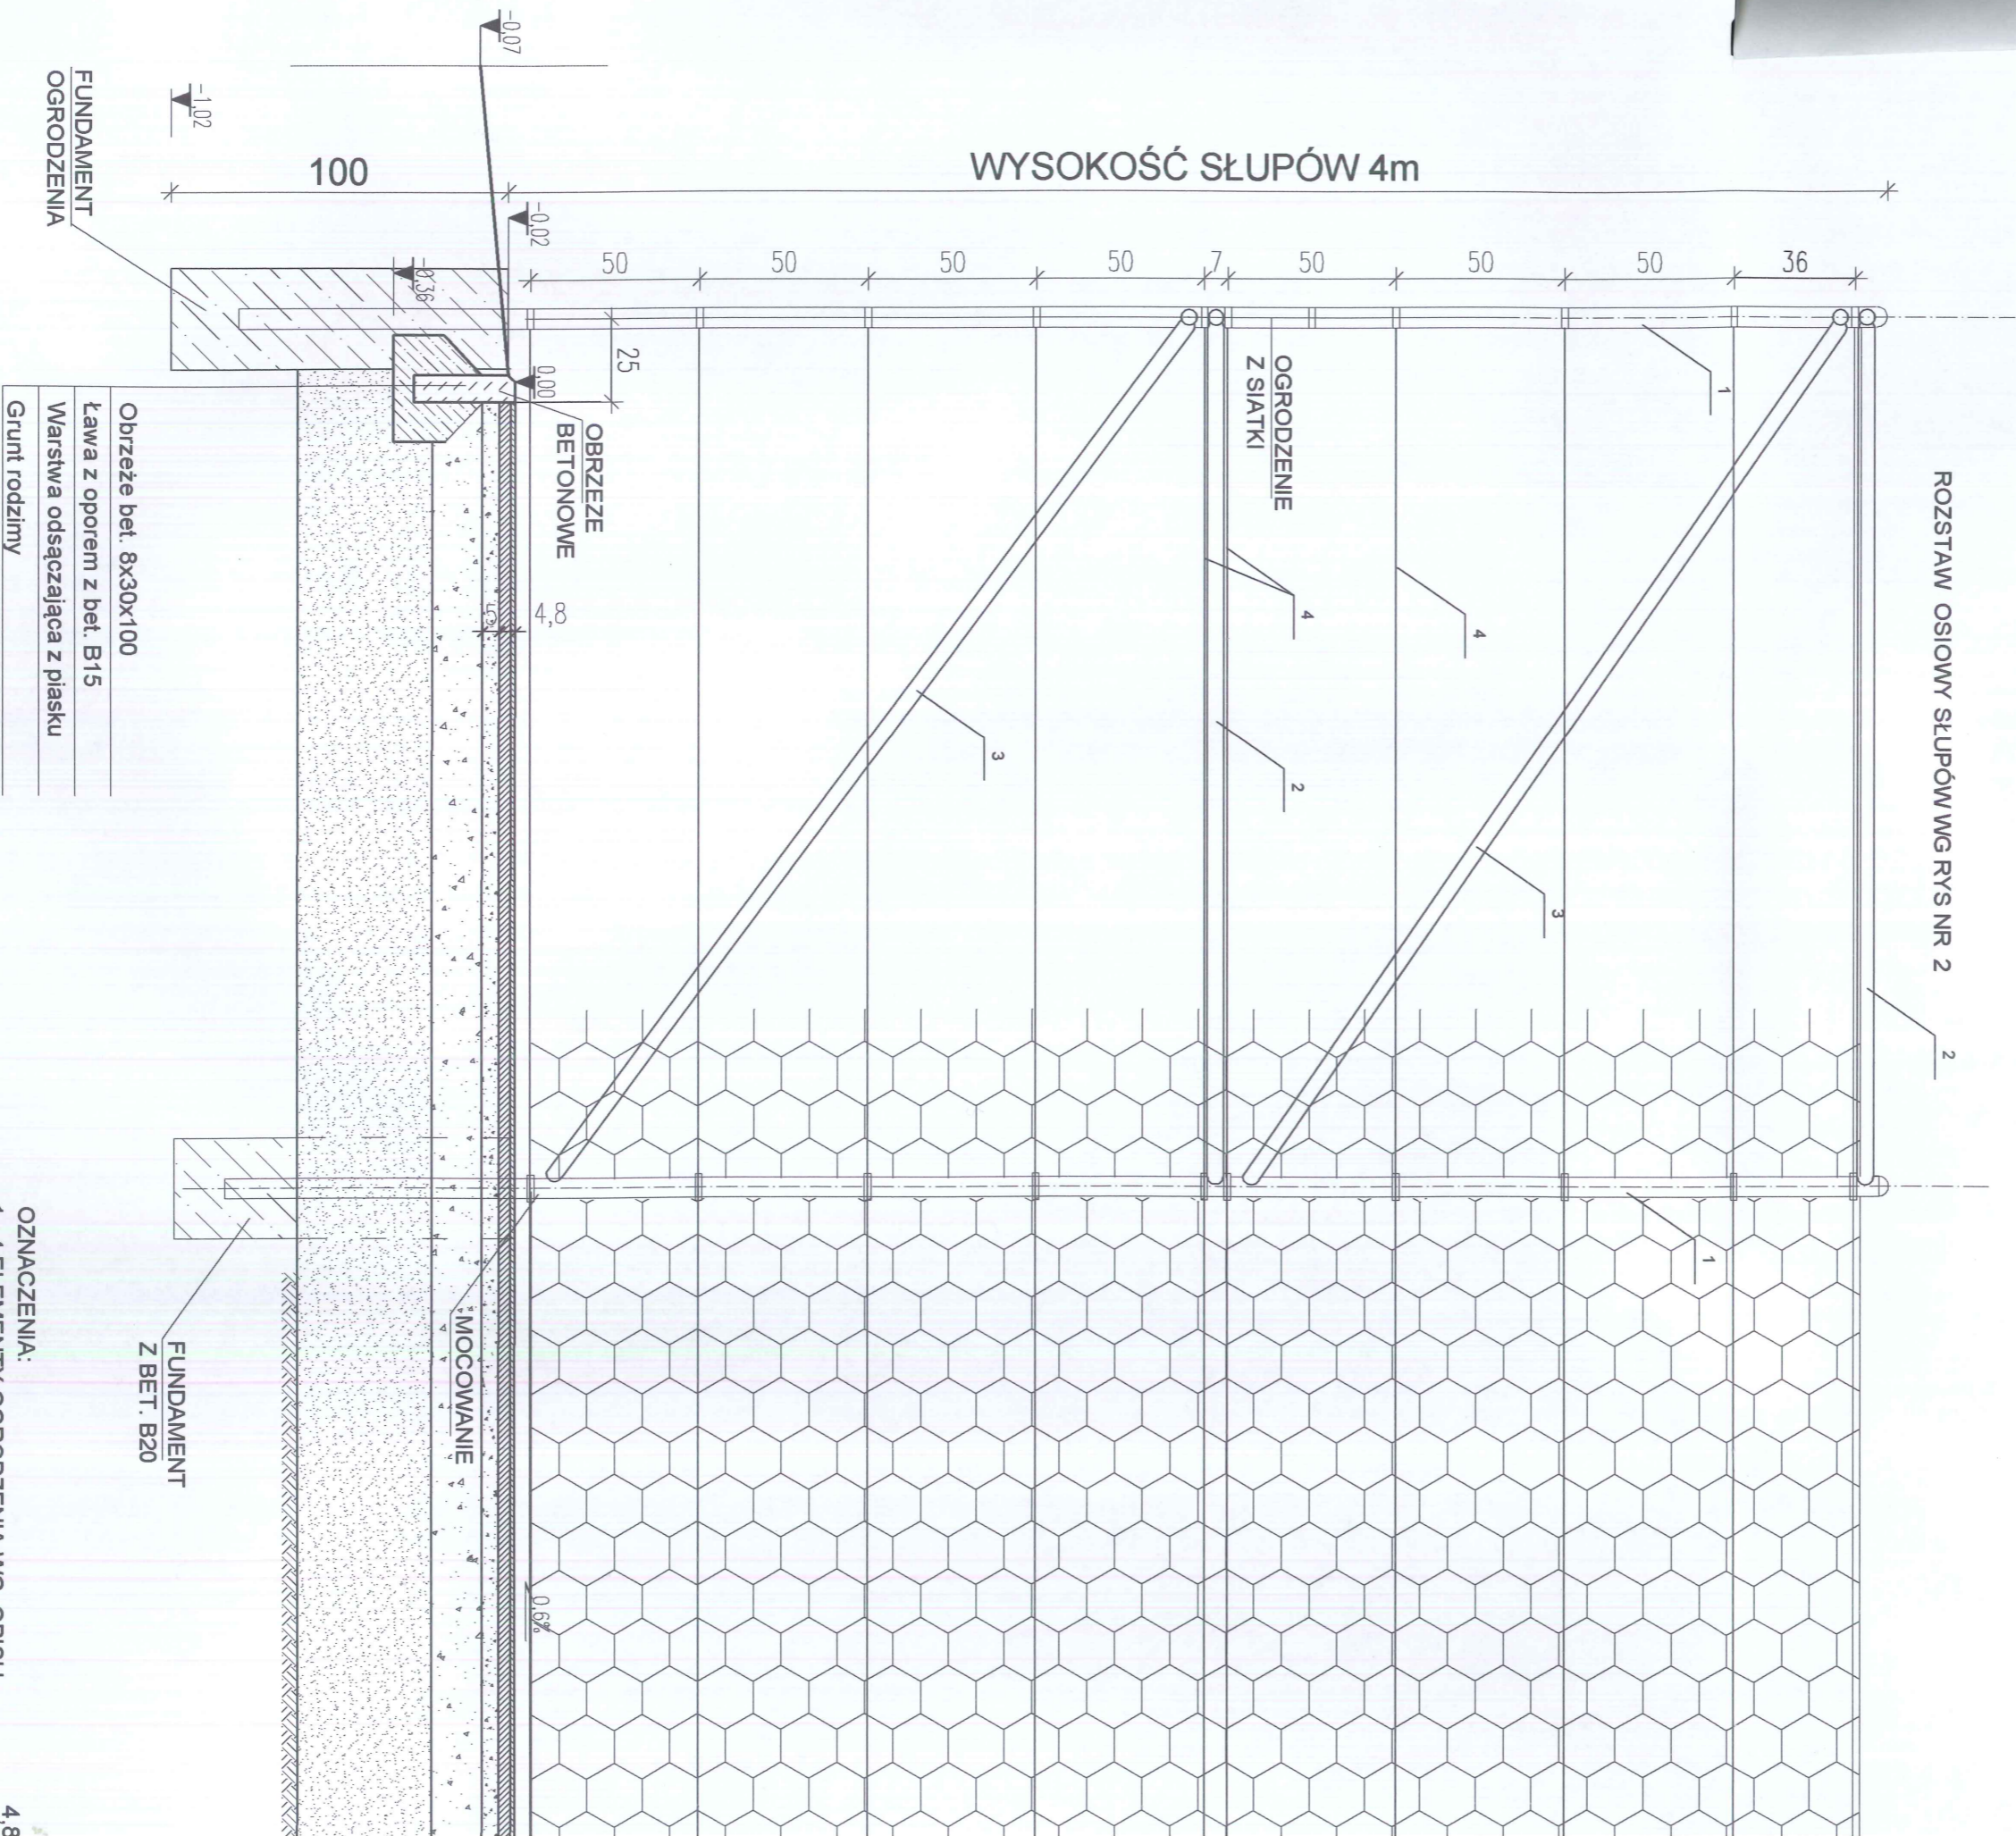 ROZSTAW OSIOWY SŁUPÓW WG RYS NR 2
WYSOKOŚĆ SŁUPÓW 4m
100
50
50
50
50
7
50
50
50
36
-0,07
-1,02
-0,02
-0,36
0,00
25
1
2
4
3
OGRODZENIE
Z SIATKI
4
2
3
1
OBRZEŻE
BETONOWE
4,8
5
FUNDAMENT
OGRODZENIA
Obrzeże bet. 8x30x100
Ława z oporem z bet. B15
Warstwa odsączająca z piasku
Grunt rodzimy
MOCOWANIE
0,6%
FUNDAMENT
Z BET. B20
OZNACZENIA:
4,8